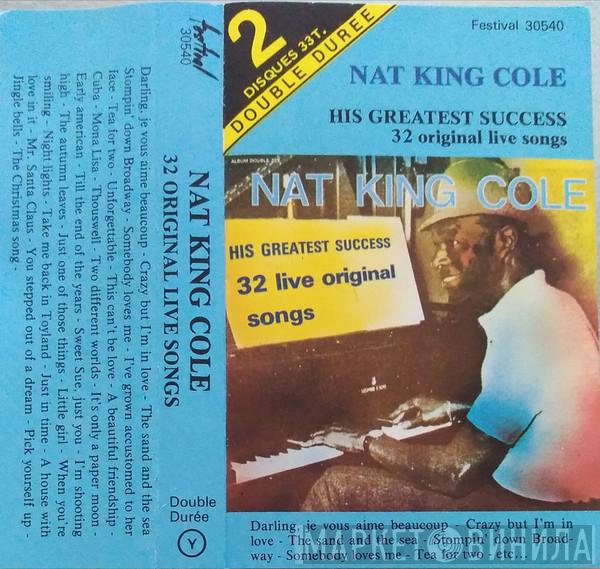 Festival
30540
Darling, je vous aime beaucoup - Crazy but I'm in love - The sand and the sea
Stompin' down Broadway - Somebody loves me - I've grown accustomed to her
face - Tea for two - Unforgettable - This can't be love - A beautiful friendship -
Cuba - Mona Lisa - Thouswell - Two different worlds - It's only a paper moon -
Early american - Till the end of the years - Sweet Sue, just you - I'm shooting
high - The autumn leaves - Just one of those things - Little girl - When you're
smiling - Night lights - Take me back in Toyland - Just in time - A house with
love in it - Mr. Santa Claus - You stepped out of a dream - Pick yourself up -
Jingle bells - The Christmas song -
NAT KING COLE
32 ORIGINAL LIVE SONGS
Double
Durée
Y
2
DISQUES 33T.
DOUBLE DUREE
Festival 30540
NAT KING COLE
HIS GREATEST SUCCESS
32 original live songs
ALBUM DOUBLE
NAT KING COLE
HIS GREATEST SUCCESS
32 live original
songs
Darling, je vous aime beaucoup - Crazy but I'm in
love - The sand and the sea - Stompin' down Broad-
way - Somebody loves me - Tea for two - etc...